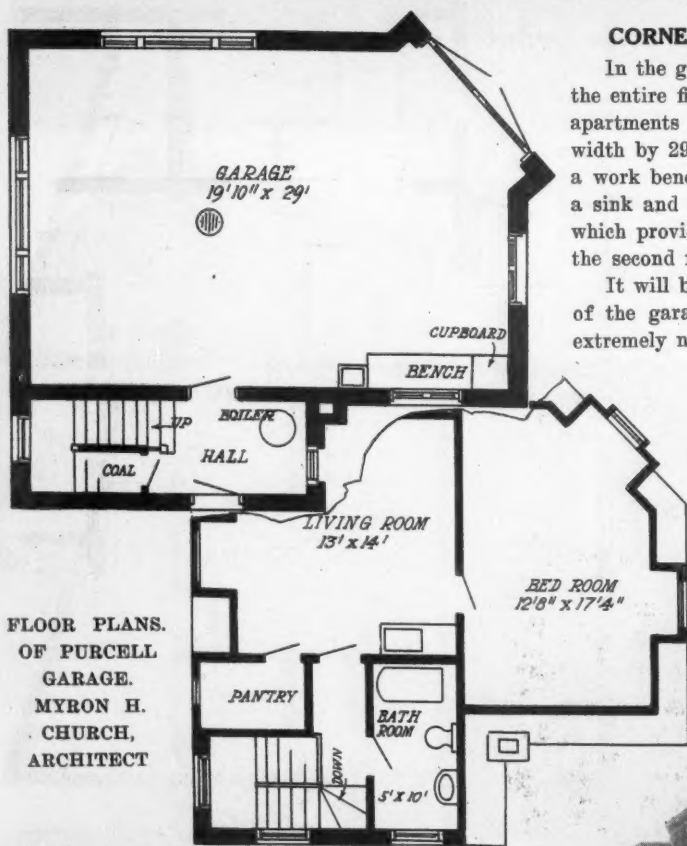 CORNE
In the g
the entire fi
apartments
width by 29
a work bene
a sink and
which provi
the second
It will b
of the gara
extremely n
GARAGE
19'10" x 29'
CUPBOARD
BENCH
UP
BOILER
HALL
COAL
LIVING ROOM
13' x 14'
BED ROOM
12'8" x 17'4"
FLOOR PLANS.
OF PURCELL
GARAGE.
MYRON H.
CHURCH,
ARCHITECT
PANTRY
BATH
ROOM
DOWN
5' x 10'